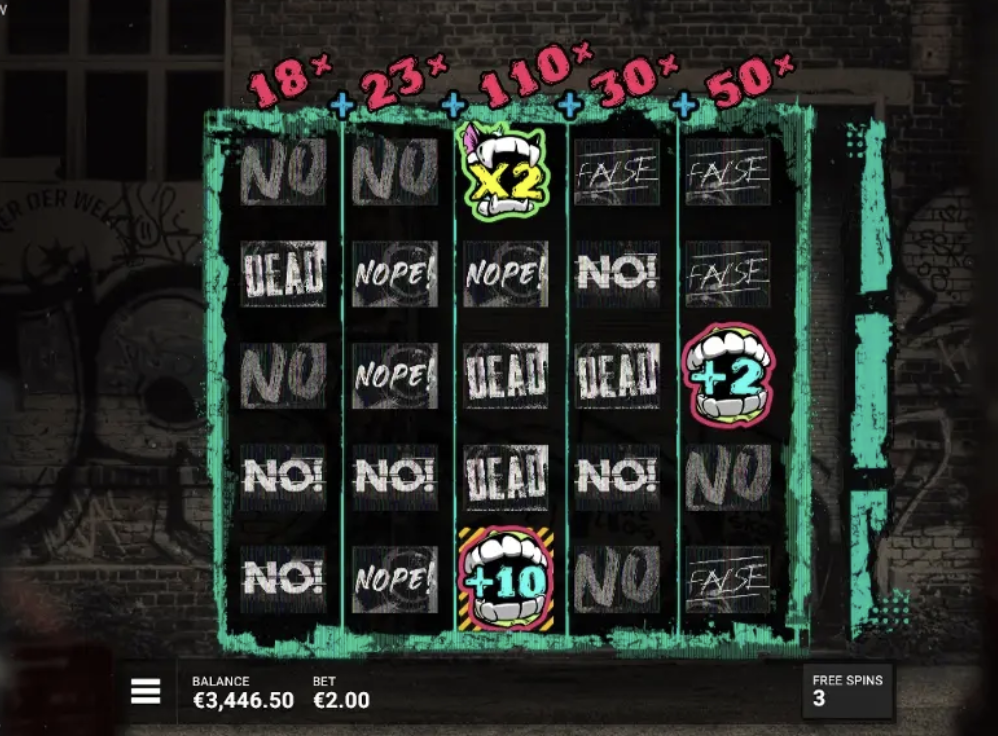 18× + 23× + 110× + 30× + 50×
NO NO X2 FALSE FALSE
DEAD NOPE! NOPE! NO! FALSE
NO NOPE! DEAD DEAD +2
NO! NO! DEAD NO! NO
NO! NOPE! +10 NO FALSE
BALANCE BET FREE SPINS
€3,446.50 €2.00 3